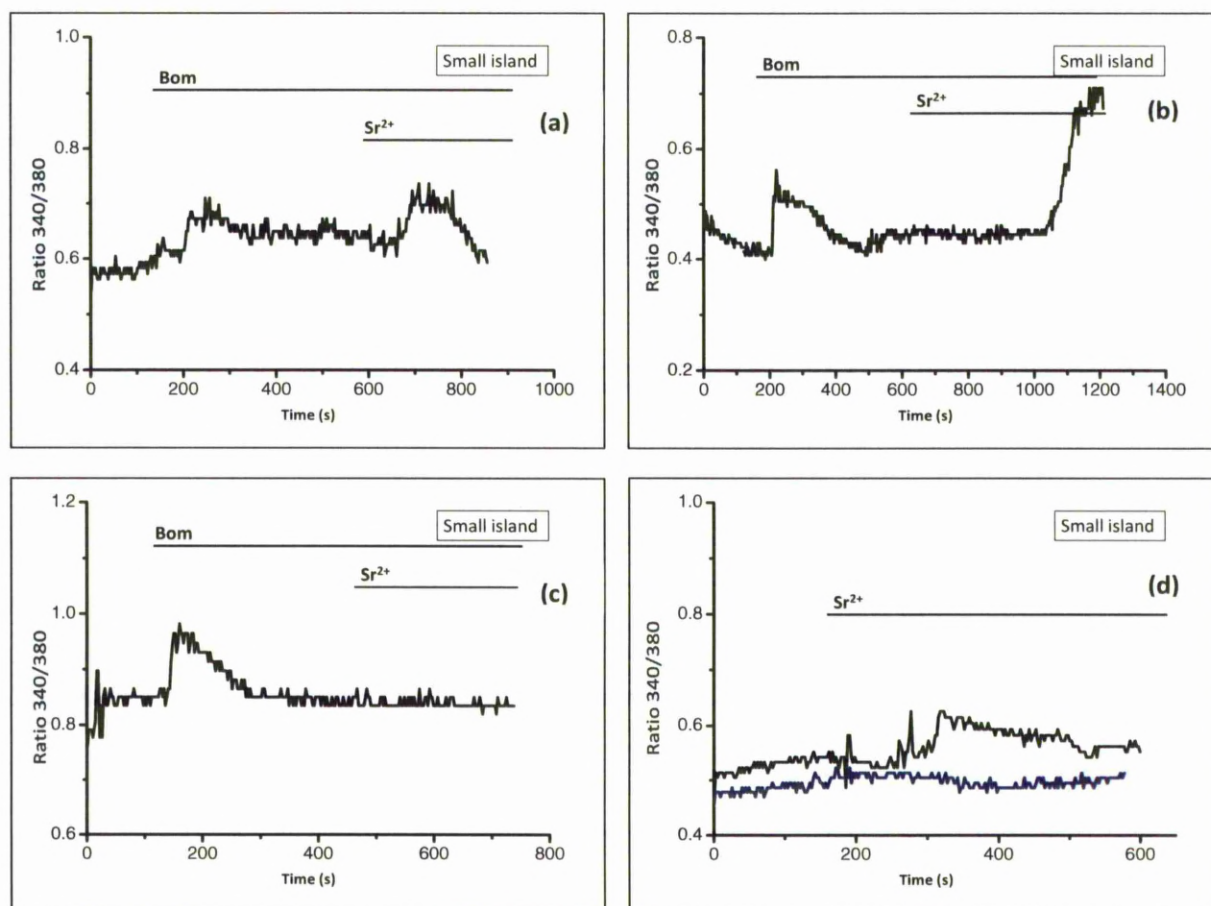 1.0
Small island
Bom
0.9
(a)
Sr²⁺
0.8
Ratio 340/380
0.6
0.4
0 200 400 600 800 1000
Time (s)
0.8
Small island
Bom
Sr²⁺
(b)
0.6
Ratio 340/380
0.4
0.2
0 200 400 600 800 1000 1200 1400
Time (s)
1.2
Small island
Bom
Sr²⁺
(c)
1.0
Ratio 340/380
0.8
0.6
0 200 400 600 800
Time (s)
1.0
Small island
(d)
Sr²⁺
0.8
Ratio 340/380
0.6
0.4
0 200 400 600
Time (s)